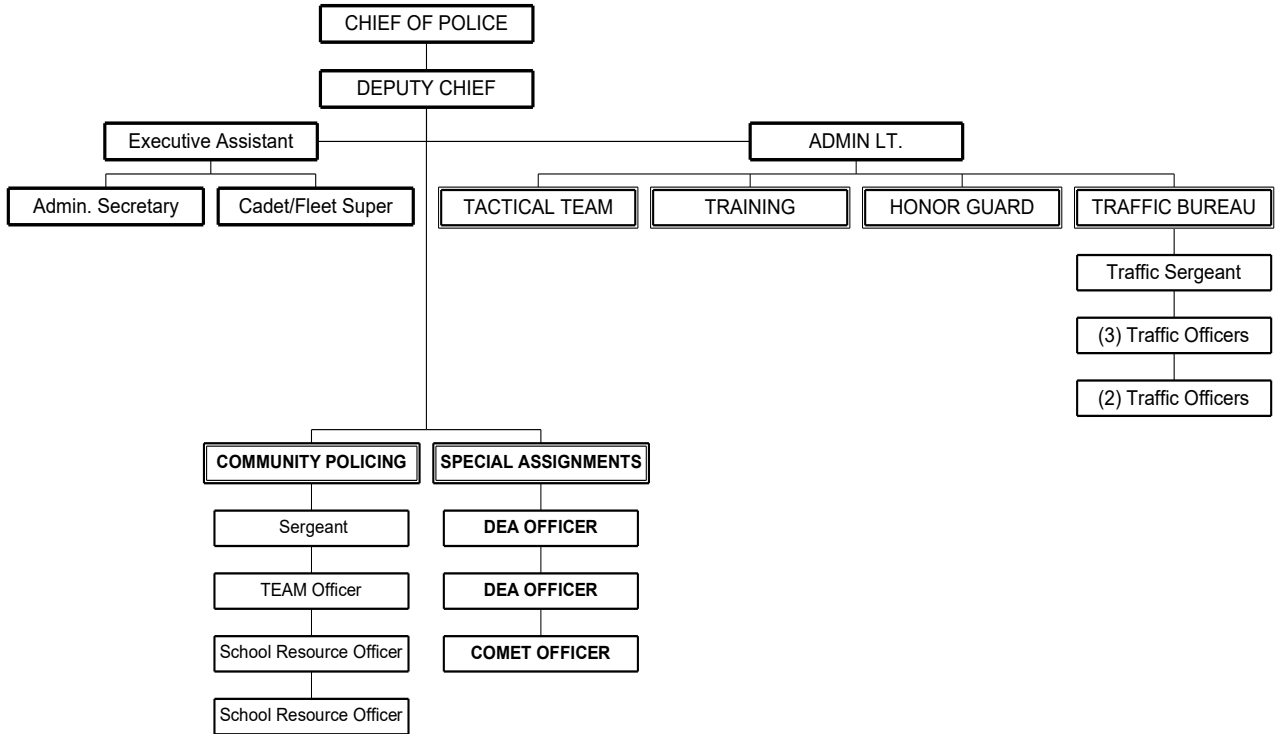 CHIEF OF POLICE
DEPUTY CHIEF
Executive Assistant
ADMIN LT.
Admin. Secretary
Cadet/Fleet Super
TACTICAL TEAM
TRAINING
HONOR GUARD
TRAFFIC BUREAU
Traffic Sergeant
(3) Traffic Officers
(2) Traffic Officers
COMMUNITY POLICING
SPECIAL ASSIGNMENTS
Sergeant
DEA OFFICER
TEAM Officer
DEA OFFICER
School Resource Officer
COMET OFFICER
School Resource Officer